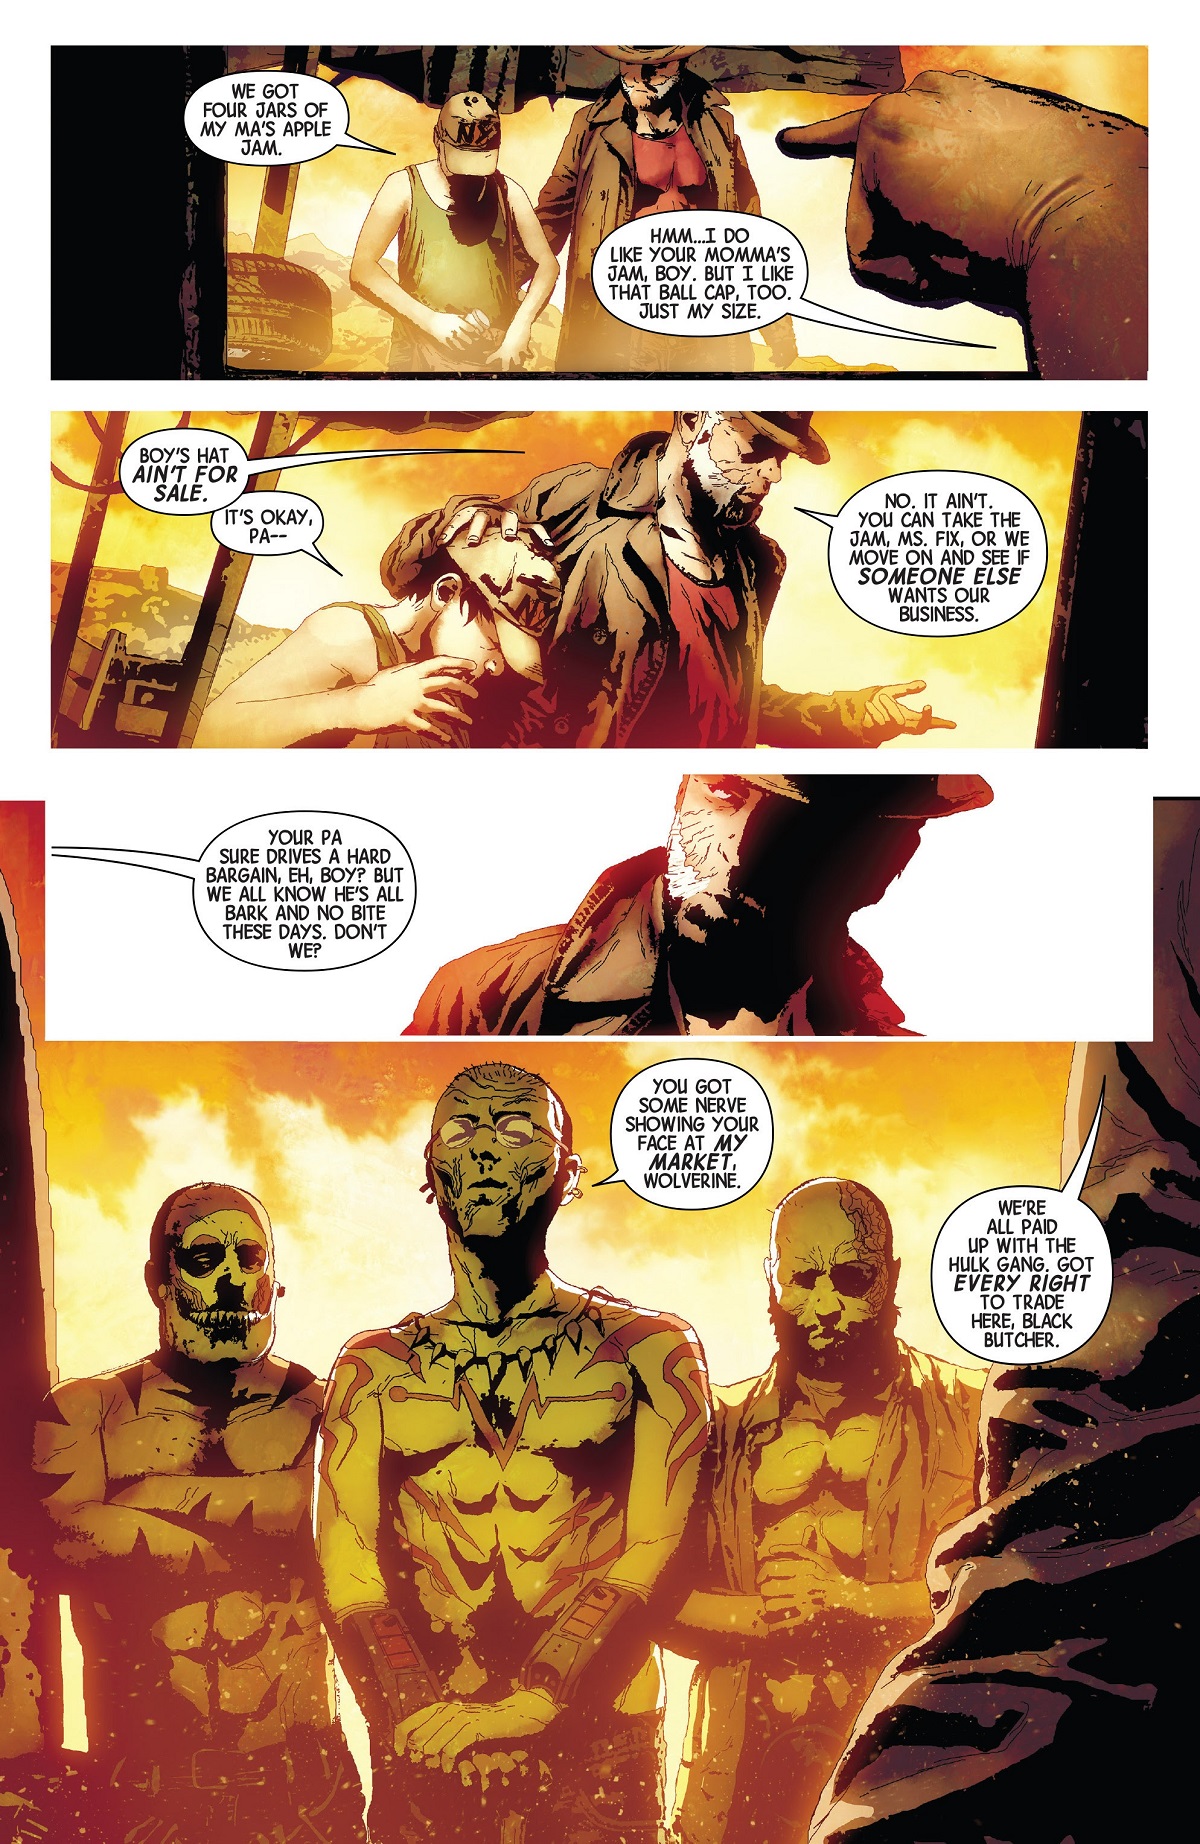 WE GOT
FOUR JARS OF
MY MA'S APPLE
JAM.
NY
HMM...I DO
LIKE YOUR MOMMA'S
JAM, BOY. BUT I LIKE
THAT BALL CAP, TOO.
JUST MY SIZE.
BOY'S HAT
AIN'T FOR
SALE.
IT'S OKAY,
PA--
NY
NO. IT AIN'T.
YOU CAN TAKE THE
JAM, MS. FIX, OR WE
MOVE ON AND SEE IF
SOMEONE ELSE
WANTS OUR
BUSINESS.
YOUR PA
SURE DRIVES A HARD
BARGAIN, EH, BOY? BUT
WE ALL KNOW HE'S ALL
BARK AND NO BITE
THESE DAYS. DON'T
WE?
YOU GOT
SOME NERVE
SHOWING YOUR
FACE AT MY
MARKET,
WOLVERINE.
WE'RE
ALL PAID
UP WITH THE
HULK GANG. GOT
EVERY RIGHT
TO TRADE
HERE, BLACK
BUTCHER.